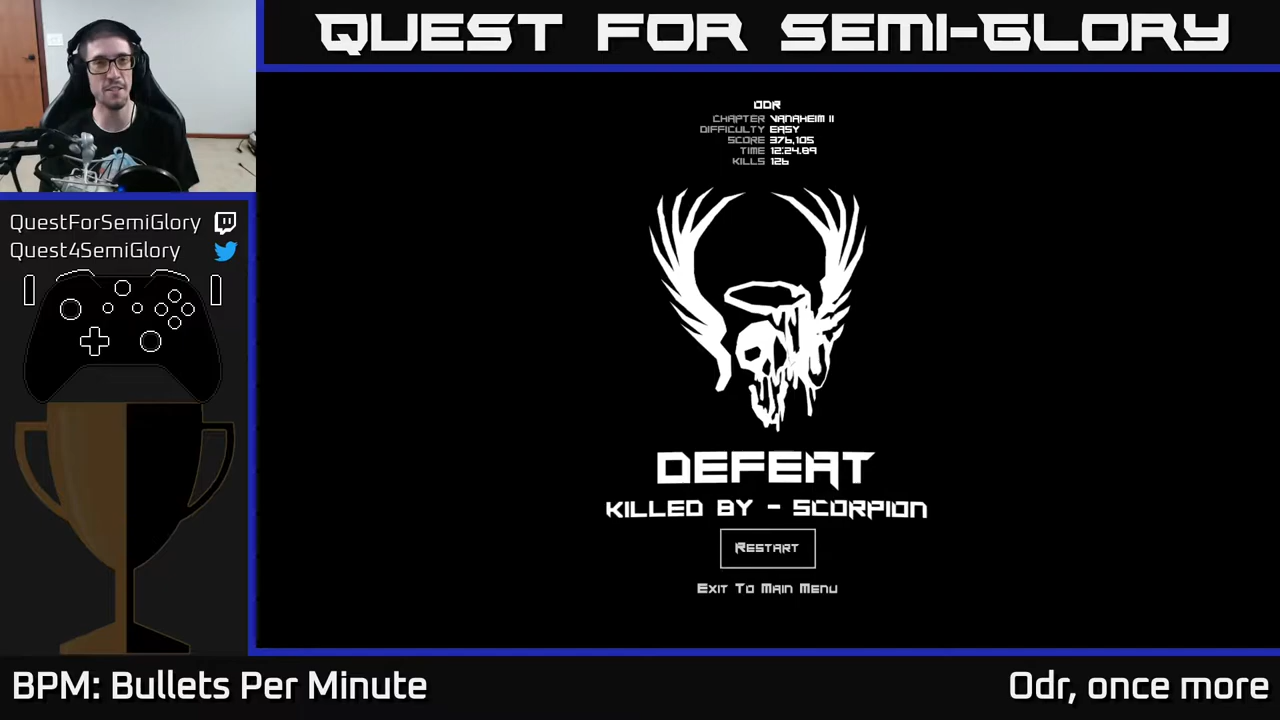 QUEST FOR SEMI-GLORY
ODR
CHAPTER VANAHEIM II
DIFFICULTY EASY
SCORE 376,105
TIME 12:24.89
KILLS 126
QuestForSemiGlory
Quest4SemiGlory
DEFEAT
KILLED BY - SCORPION
RESTART
EXIT TO MAIN MENU
BPM: Bullets Per Minute
Odr, once more